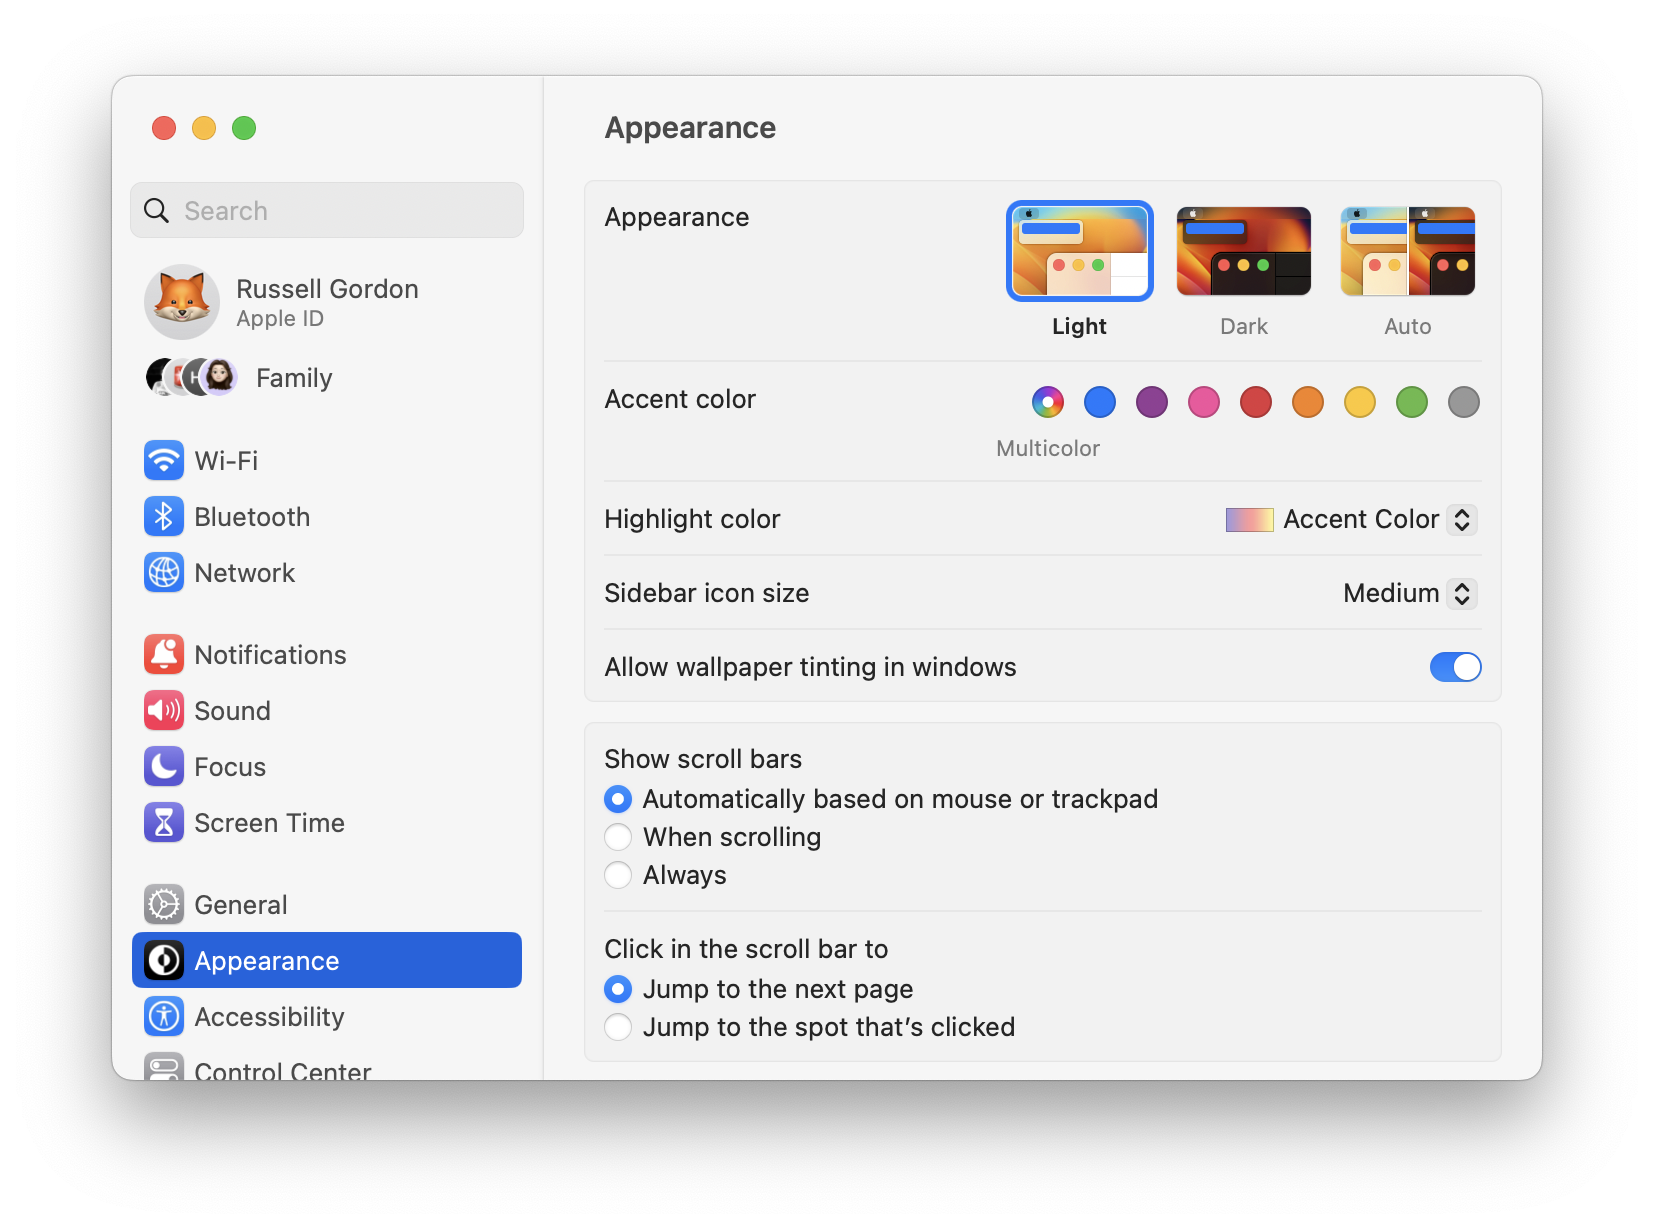 Search
Russell Gordon
Apple ID
Family
Wi-Fi
Bluetooth
Network
Notifications
Sound
Focus
Screen Time
General
Appearance
Accessibility
Control Center
Appearance
Appearance
Light
Dark
Auto
Accent color
Multicolor
Highlight color
Accent Color
Sidebar icon size
Medium
Allow wallpaper tinting in windows
Show scroll bars
Automatically based on mouse or trackpad
When scrolling
Always
Click in the scroll bar to
Jump to the next page
Jump to the spot that’s clicked